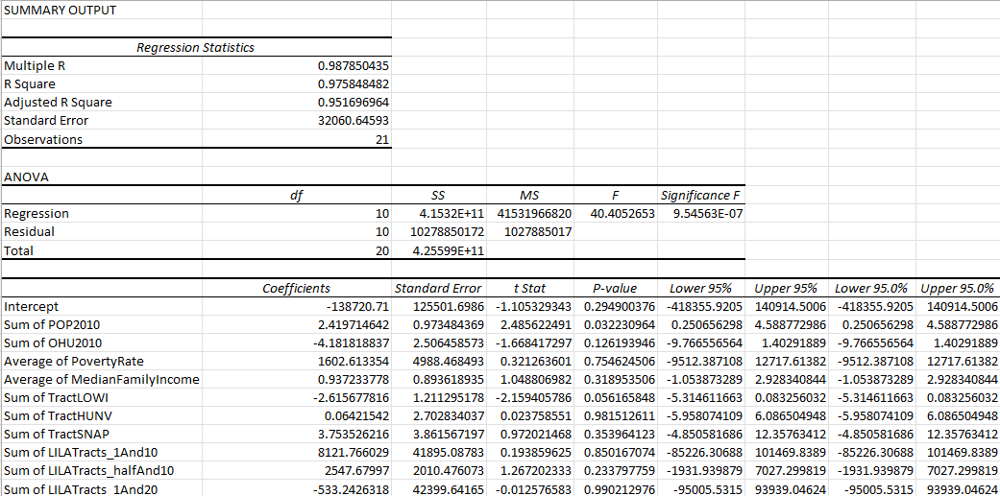 SUMMARY OUTPUT
Regression Statistics
Multiple R 0.987850435
R Square 0.975848482
Adjusted R Square 0.951696964
Standard Error 32060.64593
Observations 21
ANOVA
df SS MS F Significance F
Regression 10 4.1532E+11 41531966820 40.4052653 9.54563E-07
Residual 10 10278850172 1027885017
Total 20 4.25599E+11
Coefficients Standard Error t Stat P-value Lower 95% Upper 95% Lower 95.0% Upper 95.0%
Intercept -138720.71 125501.6986 -1.105329343 0.294900376 -418355.9205 140914.5006 -418355.9205 140914.5006
Sum of POP2010 2.419714642 0.973484369 2.485622491 0.032230964 0.250656298 4.588772986 0.250656298 4.588772986
Sum of OHU2010 -4.181818837 2.506458573 -1.668417297 0.126193946 -9.766556564 1.40291889 -9.766556564 1.40291889
Average of PovertyRate 1602.613354 4988.468493 0.321263601 0.754624506 -9512.387108 12717.61382 -9512.387108 12717.61382
Average of MedianFamilyIncome 0.937233778 0.893618935 1.048806982 0.318953506 -1.053873289 2.928340844 -1.053873289 2.928340844
Sum of TractLOWI -2.615677816 1.211295178 -2.159405786 0.056165848 -5.314611663 0.083256032 -5.314611663 0.083256032
Sum of TractHUNV 0.06421542 2.702834037 0.023758551 0.981512611 -5.958074109 6.086504948 -5.958074109 6.086504948
Sum of TractSNAP 3.753526216 3.861567197 0.972021468 0.353964123 -4.850581686 12.35763412 -4.850581686 12.35763412
Sum of LILATracts_1And10 8121.766029 41895.08783 0.193859625 0.850167074 -85226.30688 101469.8389 -85226.30688 101469.8389
Sum of LILATracts_halfAnd10 2547.67997 2010.476073 1.267202333 0.233797759 -1931.939879 7027.299819 -1931.939879 7027.299819
Sum of LILATracts_1And20 -533.2426318 42399.64165 -0.012576583 0.990212976 -95005.5315 93939.04624 -95005.5315 93939.04624